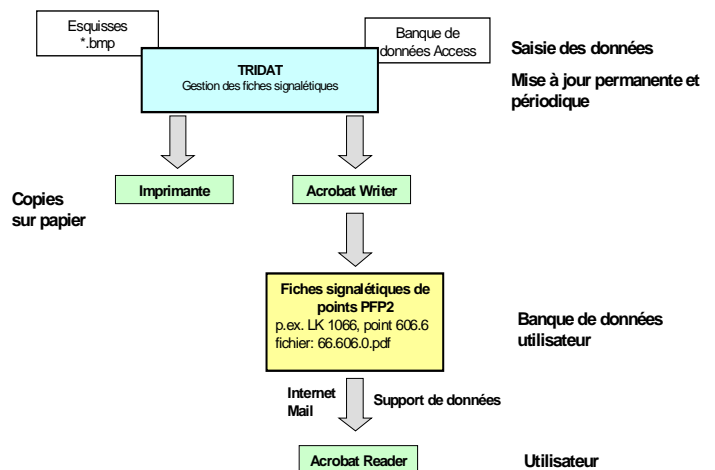 Esquisses
*.bmp
Banque de
données Access
TRIDAT
Gestion des fiches signalétiques
Saisie des données
Mise à jour permanente et
périodique
Copies
sur papier
Imprimante
Acrobat Writer
Fiches signalétiques de
points PFP2
p.ex. LK 1066, point 606.6
fichier: 66.606.0.pdf
Banque de données
utilisateur
Internet
Mail
Support de données
Acrobat Reader
Utilisateur